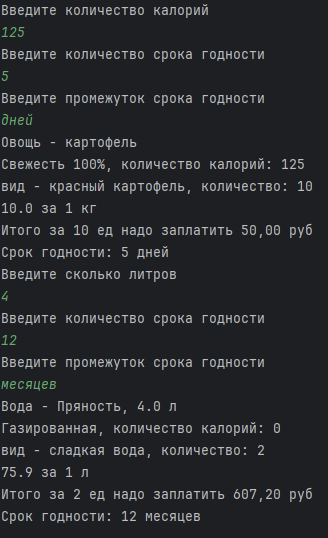 Введите количество калорий
125
Введите количество срока годности
5
Введите промежуток срока годности
дней
Овощь - картофель
Свежесть 100%, количество калорий: 125
вид - красный картофель, количество: 10
10.0 за 1 кг
Итого за 10 ед надо заплатить 50,00 руб
Срок годности: 5 дней
Введите сколько литров
4
Введите количество срока годности
12
Введите промежуток срока годности
месяцев
Вода - Пряность, 4.0 л
Газированная, количество калорий: 0
вид - сладкая вода, количество: 2
75.9 за 1 л
Итого за 2 ед надо заплатить 607,20 руб
Срок годности: 12 месяцев